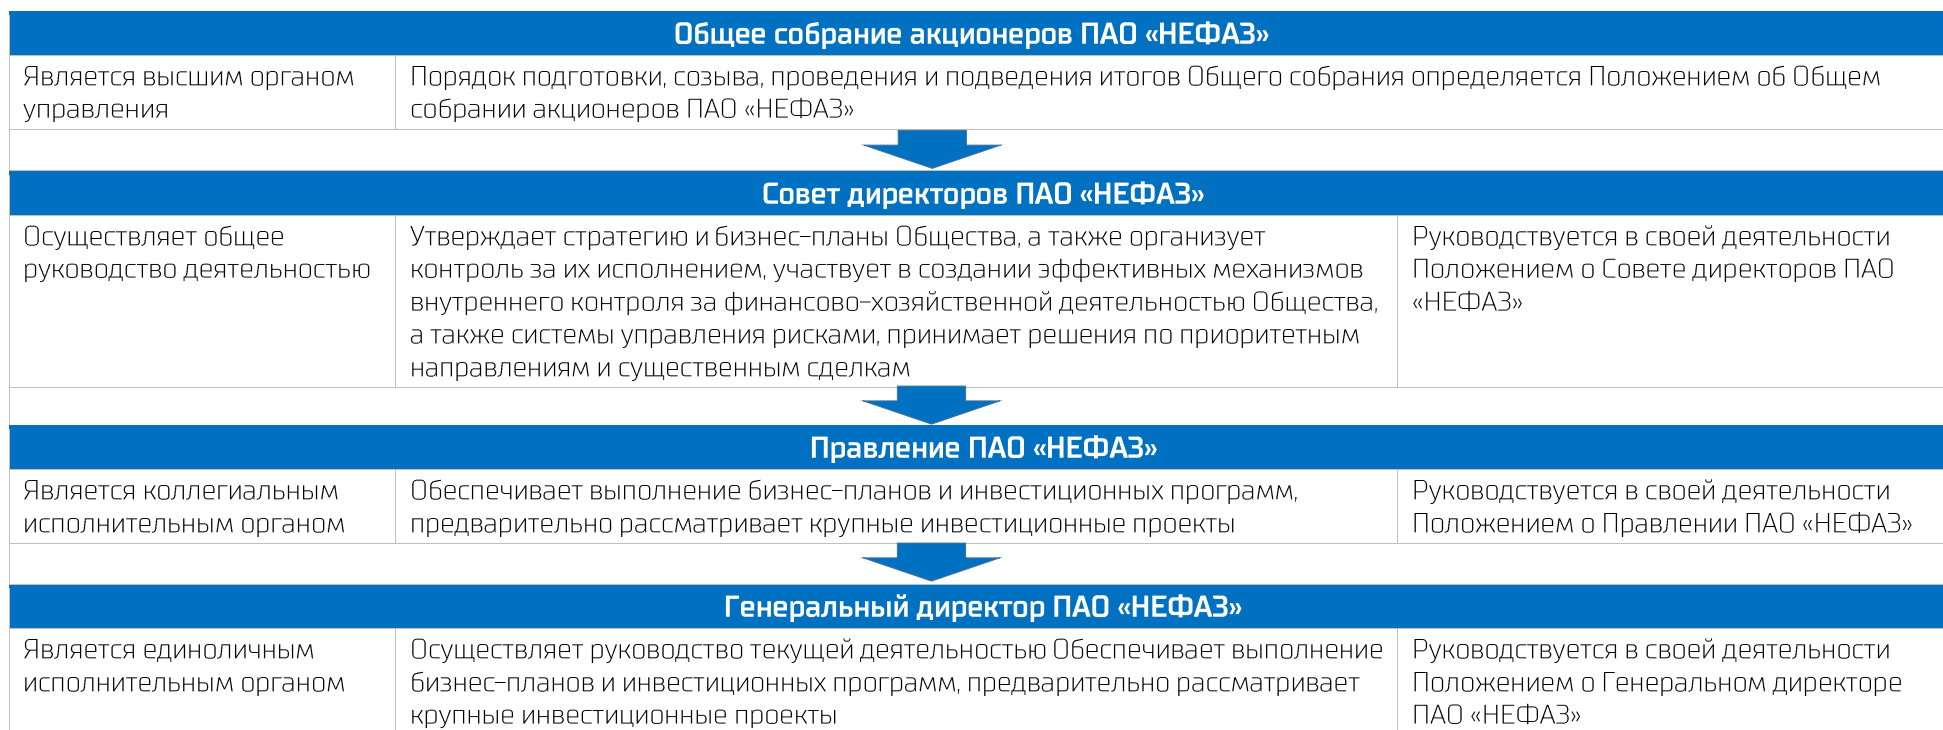 Общее собрание акционеров ПАО «НЕФАЗ»
Является высшим органом
управления
Порядок подготовки, созыва, проведения и подведения итогов Общего собрания определяется Положением об Общем
собрании акционеров ПАО «НЕФАЗ»
Совет директоров ПАО «НЕФАЗ»
Осуществляет общее
руководство деятельностью
Утверждает стратегию и бизнес–планы Общества, а также организует
контроль за их исполнением, участвует в создании эффективных механизмов
внутреннего контроля за финансово–хозяйственной деятельностью Общества,
а также системы управления рисками, принимает решения по приоритетным
направлениям и существенным сделкам
Руководствуется в своей деятельности
Положением о Совете директоров ПАО
«НЕФАЗ»
Правление ПАО «НЕФАЗ»
Является коллегиальным
исполнительным органом
Обеспечивает выполнение бизнес–планов и инвестиционных программ,
предварительно рассматривает крупные инвестиционные проекты
Руководствуется в своей деятельности
Положением о Правлении ПАО «НЕФАЗ»
Генеральный директор ПАО «НЕФАЗ»
Является единоличным
исполнительным органом
Осуществляет руководство текущей деятельностью Обеспечивает выполнение
бизнес–планов и инвестиционных программ, предварительно рассматривает
крупные инвестиционные проекты
Руководствуется в своей деятельности
Положением о Генеральном директоре
ПАО «НЕФАЗ»